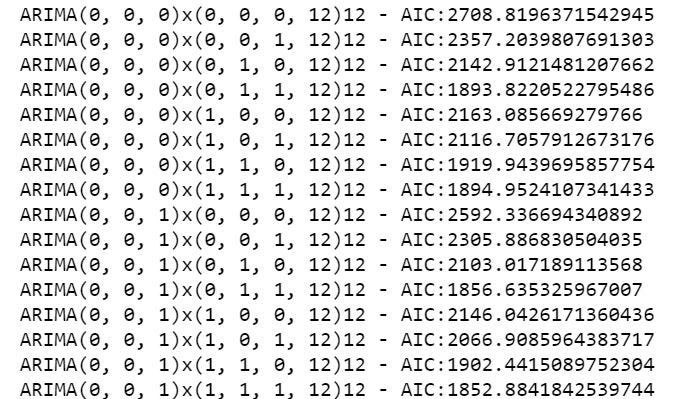 ARIMA(0, 0, 0)x(0, 0, 0, 12)12 - AIC:2708.8196371542945
ARIMA(0, 0, 0)x(0, 0, 1, 12)12 - AIC:2357.2039807691303
ARIMA(0, 0, 0)x(0, 1, 0, 12)12 - AIC:2142.9121481207662
ARIMA(0, 0, 0)x(0, 1, 1, 12)12 - AIC:1893.8220522795486
ARIMA(0, 0, 0)x(1, 0, 0, 12)12 - AIC:2163.085669279766
ARIMA(0, 0, 0)x(1, 0, 1, 12)12 - AIC:2116.7057912673176
ARIMA(0, 0, 0)x(1, 1, 0, 12)12 - AIC:1919.9439695857754
ARIMA(0, 0, 0)x(1, 1, 1, 12)12 - AIC:1894.9524107341433
ARIMA(0, 0, 1)x(0, 0, 0, 12)12 - AIC:2592.336694340892
ARIMA(0, 0, 1)x(0, 0, 1, 12)12 - AIC:2305.886830504035
ARIMA(0, 0, 1)x(0, 1, 0, 12)12 - AIC:2103.017189113568
ARIMA(0, 0, 1)x(0, 1, 1, 12)12 - AIC:1856.635325967007
ARIMA(0, 0, 1)x(1, 0, 0, 12)12 - AIC:2146.0426171360436
ARIMA(0, 0, 1)x(1, 0, 1, 12)12 - AIC:2066.9085964383717
ARIMA(0, 0, 1)x(1, 1, 0, 12)12 - AIC:1902.4415089752304
ARIMA(0, 0, 1)x(1, 1, 1, 12)12 - AIC:1852.8841842539744